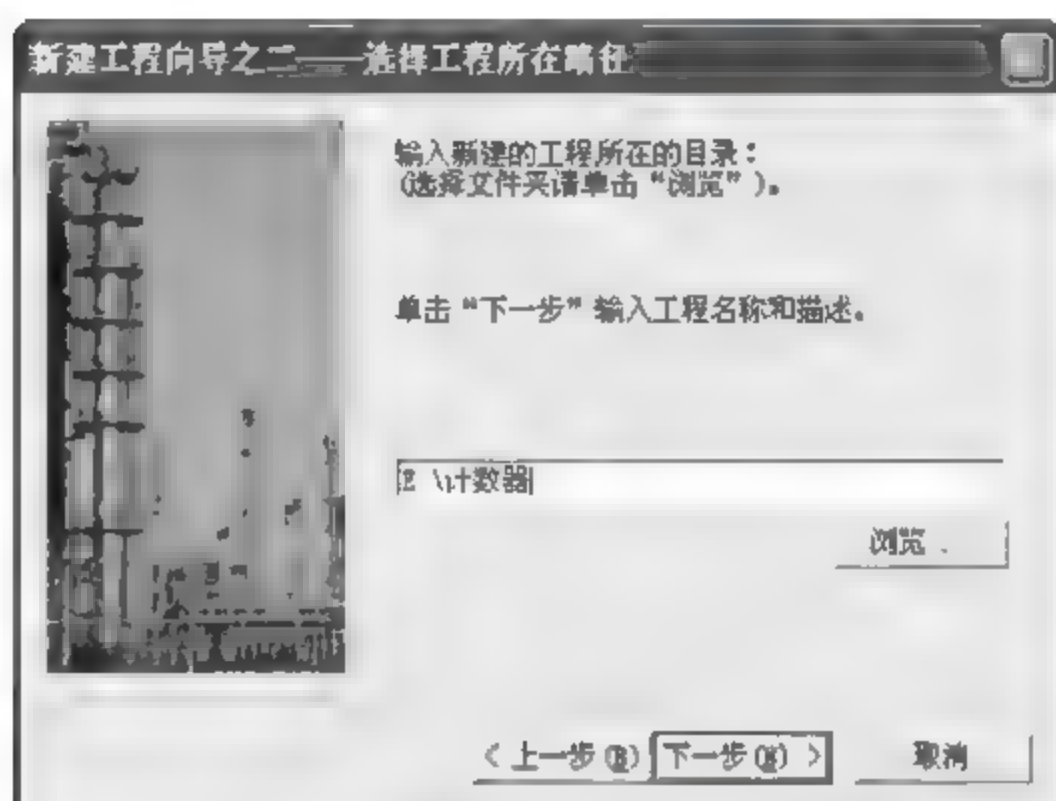 新建工程向导之二——选择工程所在路径
输入新建的工程所在的目录：
(选择文件夹请单击“浏览”)。
单击“下一步”输入工程名称和描述。
E \计数器
浏览 .
< 上一步(B)
下一步(N) >
取消